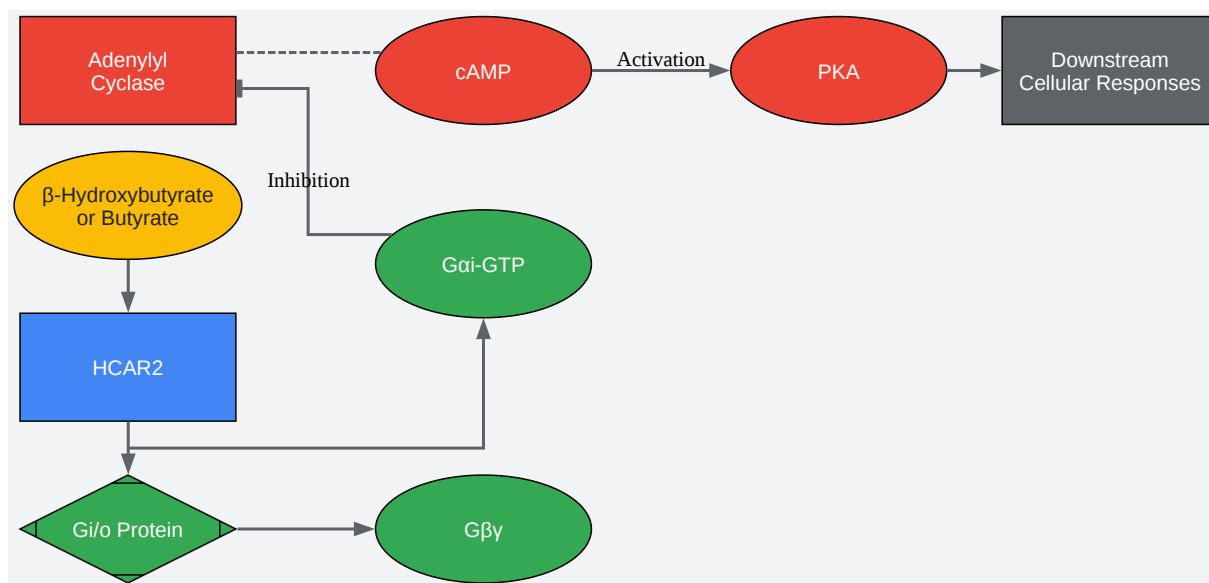 Adenylyl
Cyclase
cAMP
Activation
PKA
Downstream
Cellular Responses
β-Hydroxybutyrate
or Butyrate
Inhibition
Gαi-GTP
HCAR2
Gi/o Protein
Gβγ